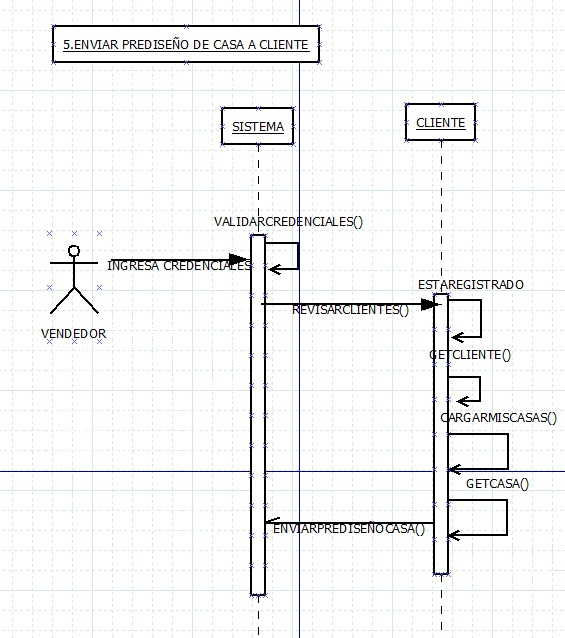 5.ENVIAR PREDISEÑO DE CASA A CLIENTE
SISTEMA
CLIENTE
VALIDARCREDENCIALES()
INGRESA CREDENCIALES
ESTAREGISTRADO
REVISARCLIENTES()
VENDEDOR
GETCLIENTE()
CARGARMISCASAS()
GETCASA()
ENVIARPREDISEÑOCASA()